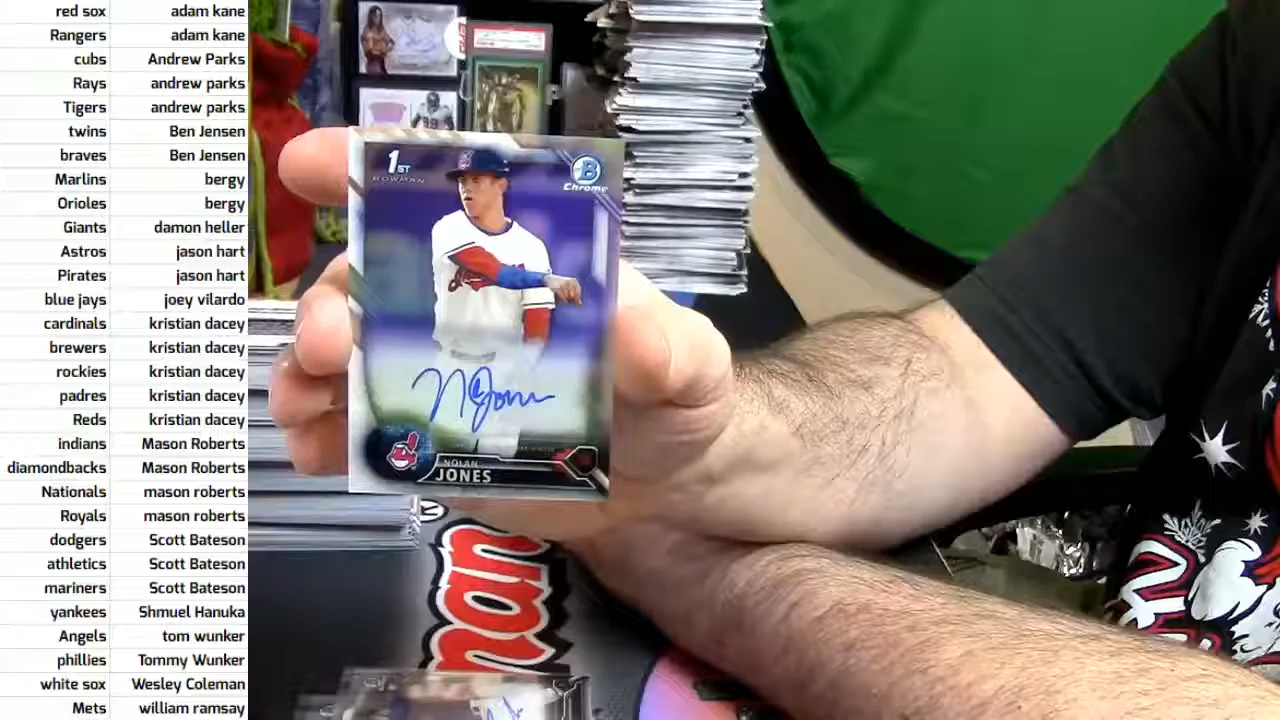 red sox adam kane
Rangers adam kane
cubs Andrew Parks
Rays andrew parks
Tigers andrew parks
twins Ben Jensen
braves Ben Jensen
Marlins bergy
Orioles bergy
Giants damon heller
Astros jason hart
Pirates jason hart
blue jays joey vilardo
cardinals kristian dacey
brewers kristian dacey
rockies kristian dacey
padres kristian dacey
Reds kristian dacey
indians Mason Roberts
diamondbacks Mason Roberts
Nationals mason roberts
Royals mason roberts
dodgers Scott Bateson
athletics Scott Bateson
mariners Scott Bateson
yankees Shmuel Hanuka
Angels tom wunker
phillies Tommy Wunker
white sox Wesley Coleman
Mets william ramsay
1ST
BOWMAN
B
Chrome
N Jones
NOLAN
JONES
man